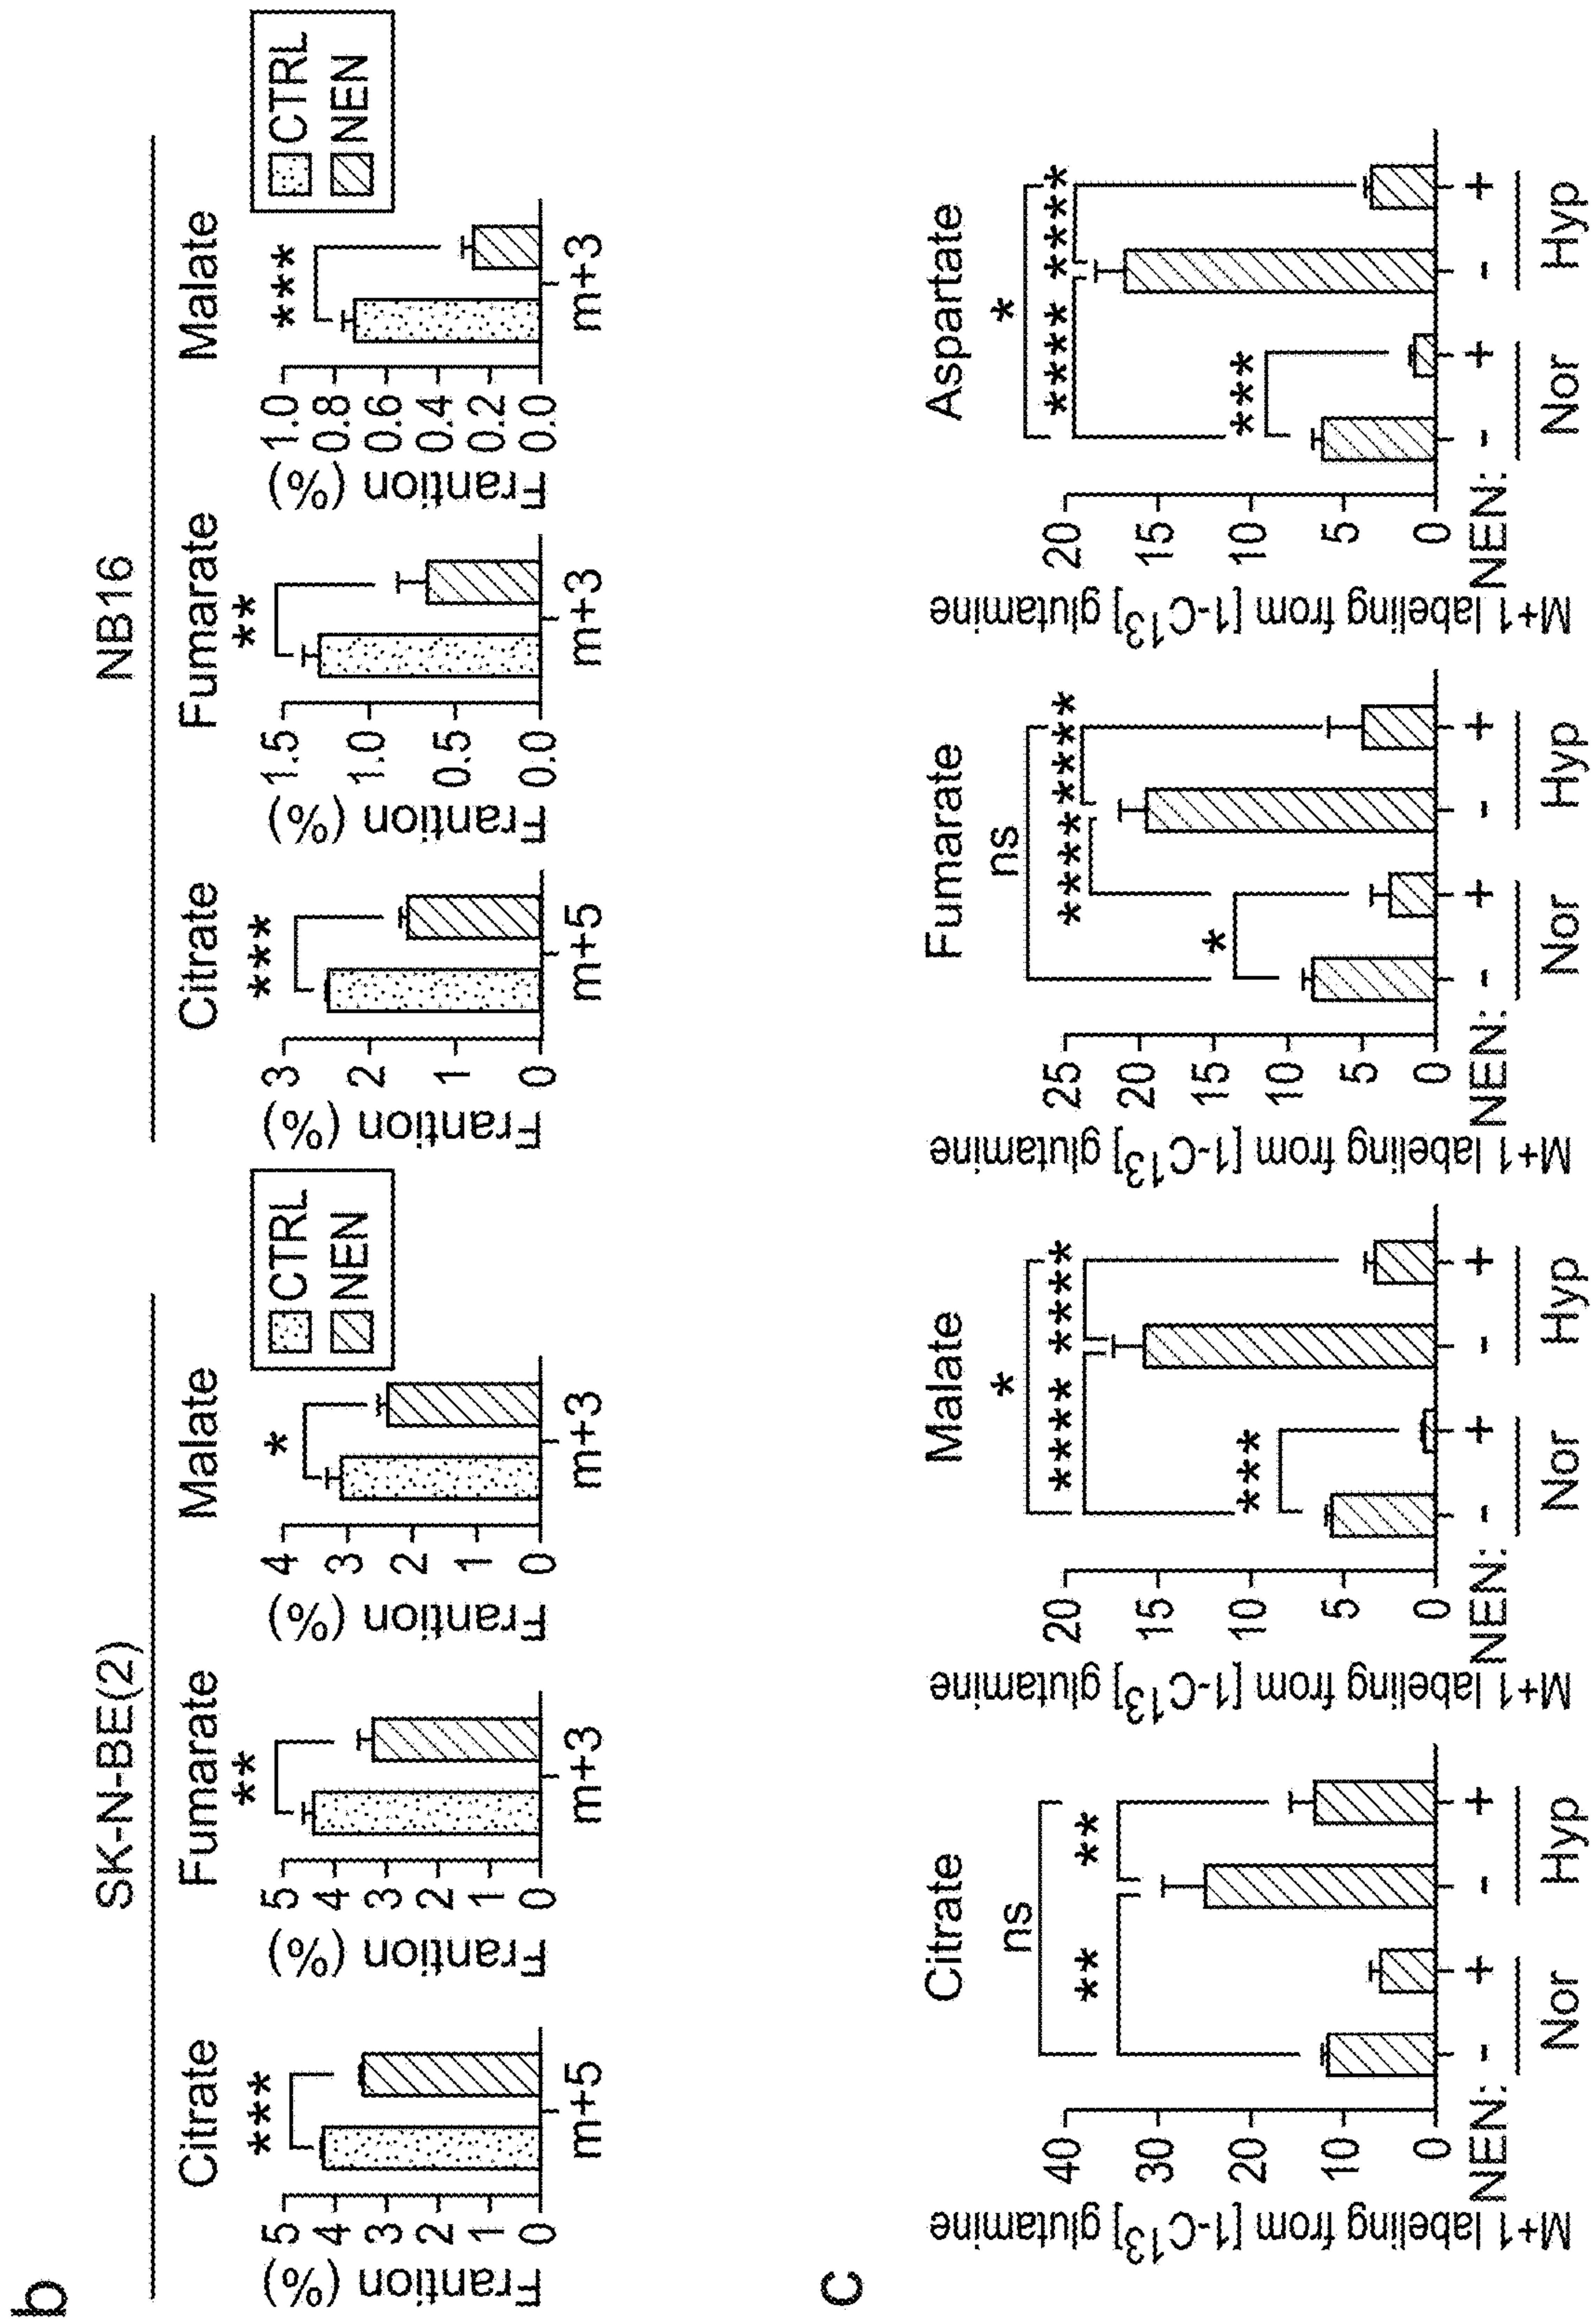 b
SK-N-BE(2)
Citrate
***
Frantion (%)
5
4
3
2
1
0
m+5
Fumarate
**
Frantion (%)
5
4
3
2
1
0
m+3
Malate
*
Frantion (%)
4
3
2
1
0
m+3
CTRL
NEN
NB16
Citrate
***
Frantion (%)
3
2
1
0
m+5
Fumarate
**
Frantion (%)
1.5
1.0
0.5
0.0
m+3
Malate
***
Frantion (%)
1.0
0.8
0.6
0.4
0.2
0.0
m+3
CTRL
NEN
c
Citrate
ns
** **
M+1 labeling from [1-C13] glutamine
40
30
20
10
0
NEN: - + - +
Nor Hyp
Malate
*
**** ****
***
M+1 labeling from [1-C13] glutamine
20
15
10
5
0
NEN: - + - +
Nor Hyp
Fumarate
ns
**** ****
*
M+1 labeling from [1-C13] glutamine
25
20
15
10
5
0
NEN: - + - +
Nor Hyp
Aspartate
*
**** ****
***
M+1 labeling from [1-C13] glutamine
20
15
10
5
0
NEN: - + - +
Nor Hyp